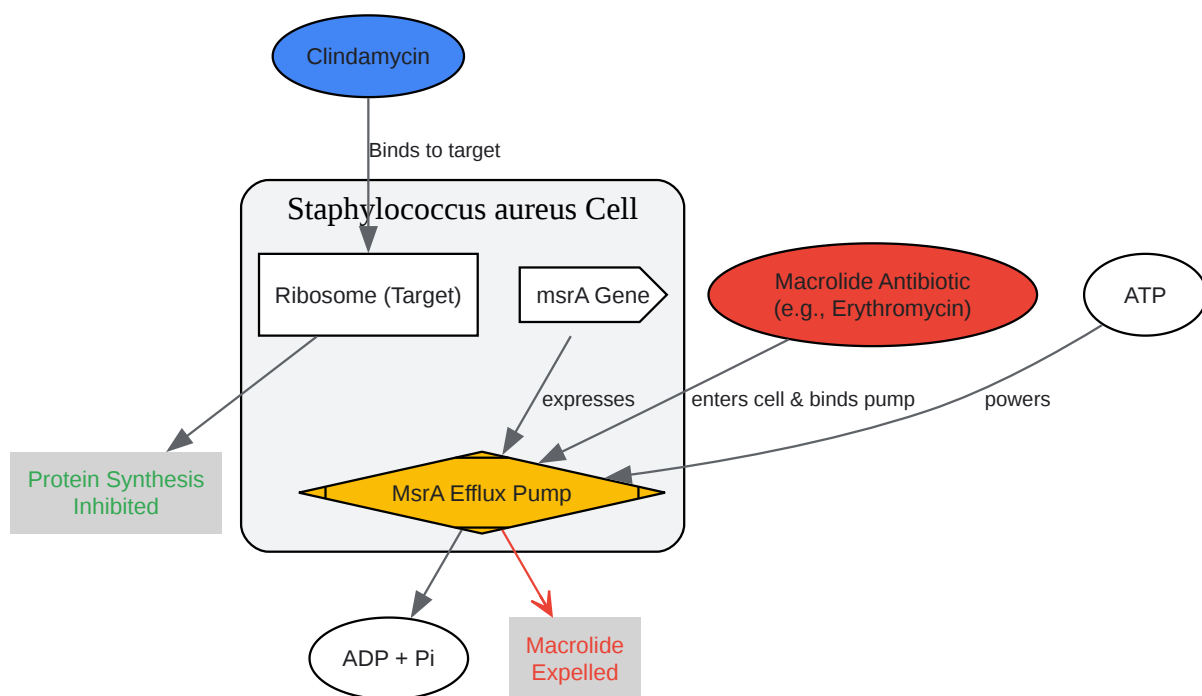 Clindamycin
Binds to target
Staphylococcus aureus Cell
Ribosome (Target)
msrA Gene
Macrolide Antibiotic
(e.g., Erythromycin)
ATP
expresses
enters cell & binds pump
powers
Protein Synthesis
Inhibited
MsrA Efflux Pump
ADP + Pi
Macrolide
Expelled